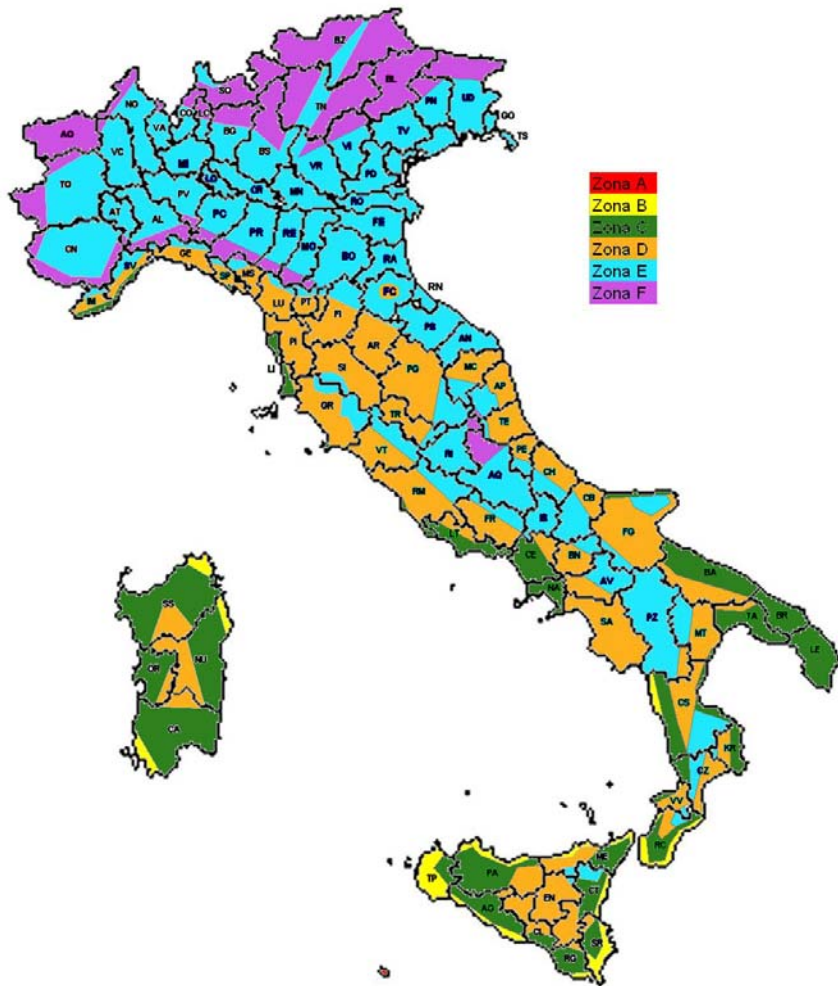 BZ
SO
BL
TN
NO
CO
LC
PN
UD
GO
VA
BG
AO
TV
TS
VC
BS
VI
MI
VR
PD
TO
LO
PV
CR
MN
RO
AT
PC
AL
FE
PR
RE
MO
CN
GE
BO
RA
SV
SP
MS
FC
RN
IM
LU
PT
FI
PS
AN
PI
AR
PG
MC
LI
SI
AP
GR
TR
TE
VT
RI
PE
AQ
CH
RM
CB
FR
IS
FG
LT
CE
BN
BA
AV
NA
SA
PZ
MT
TA
BR
LE
SS
OR
NU
CS
CA
KR
CZ
VV
RC
ME
TP
PA
CT
AG
EN
CL
SR
RG
Zona A
Zona B
Zona C
Zona D
Zona E
Zona F